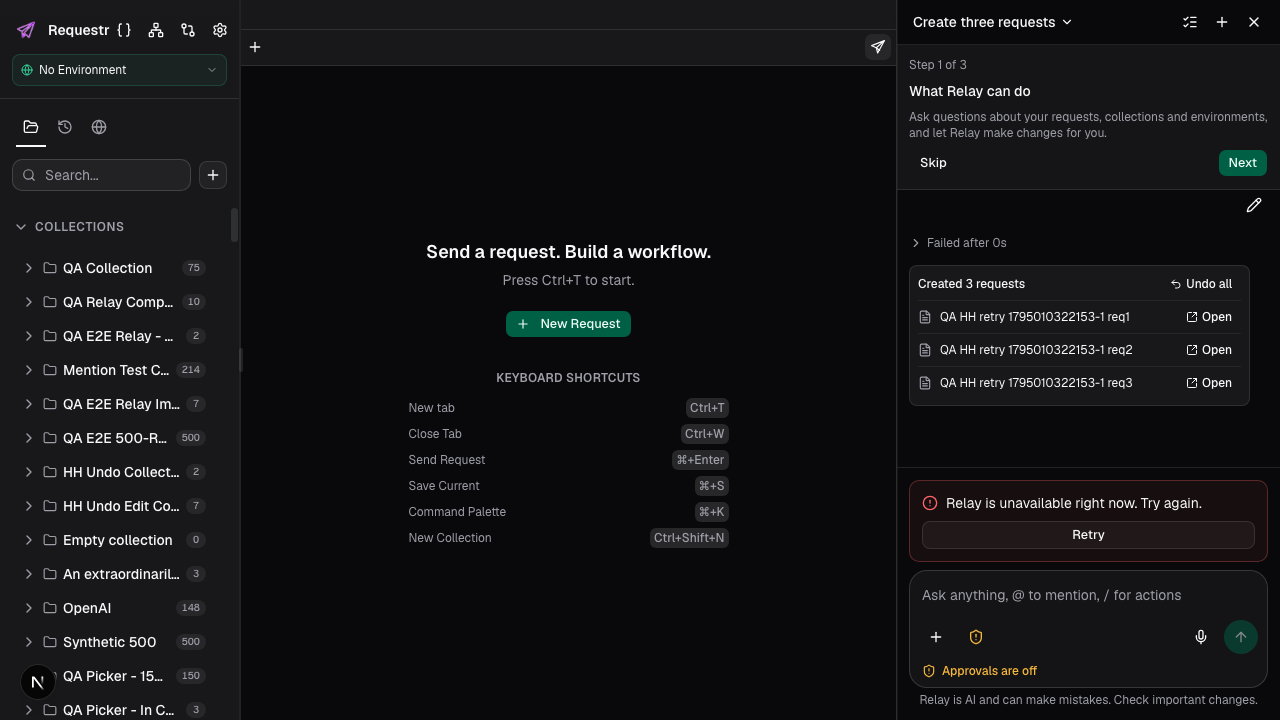 Requestr
No Environment
Search...
COLLECTIONS
QA Collection 75
QA Relay Comp... 10
QA E2E Relay - ... 2
Mention Test C... 214
QA E2E Relay Im... 7
QA E2E 500-R... 500
HH Undo Collect... 2
HH Undo Edit Co... 7
Empty collection 0
An extraordinaril... 3
OpenAI 148
Synthetic 500 500
QA Picker - 15... 150
QA Picker - In C... 3
N
Send a request. Build a workflow.
Press Ctrl+T to start.
New Request
KEYBOARD SHORTCUTS
New tab Ctrl+T
Close Tab Ctrl+W
Send Request ⌘+Enter
Save Current ⌘+S
Command Palette ⌘+K
New Collection Ctrl+Shift+N
Create three requests
Step 1 of 3
What Relay can do
Ask questions about your requests, collections and environments,
and let Relay make changes for you.
Skip Next
Failed after 0s
Created 3 requests Undo all
QA HH retry 1795010322153-1 req1 Open
QA HH retry 1795010322153-1 req2 Open
QA HH retry 1795010322153-1 req3 Open
Relay is unavailable right now. Try again.
Retry
Ask anything, @ to mention, / for actions
Approvals are off
Relay is AI and can make mistakes. Check important changes.